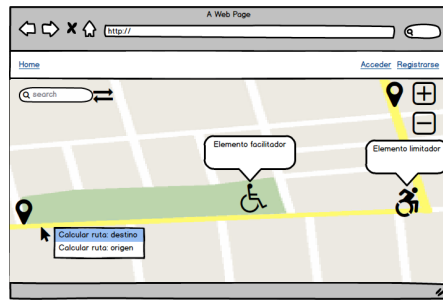 A Web Page
http://
Home
Acceder Registrarse
search
Elemento facilitador
Elemento limitador
Calcular ruta: destino
Calcular ruta: origen